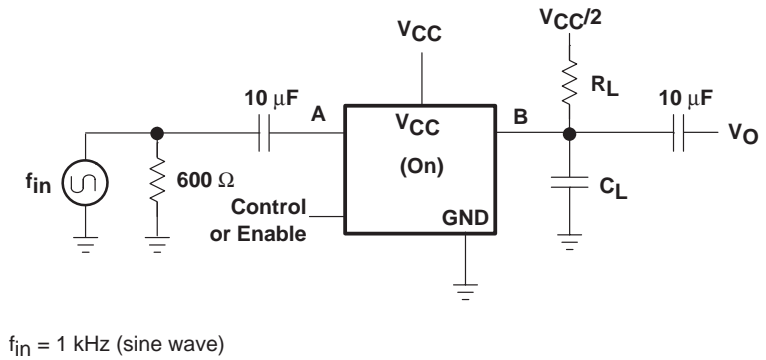 VCC
VCC/2
10 μF
A
VCC
(On)
B
RL
10 μF
VO
fin
600 Ω
Control
or Enable
GND
CL
fin = 1 kHz (sine wave)